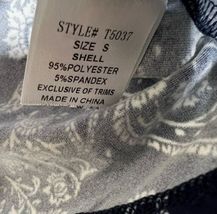 STYLE# T5037
SIZE S
SHELL
95%POLYESTER
5%SPANDEX
EXCLUSIVE OF TRIMS
MADE IN CHINA